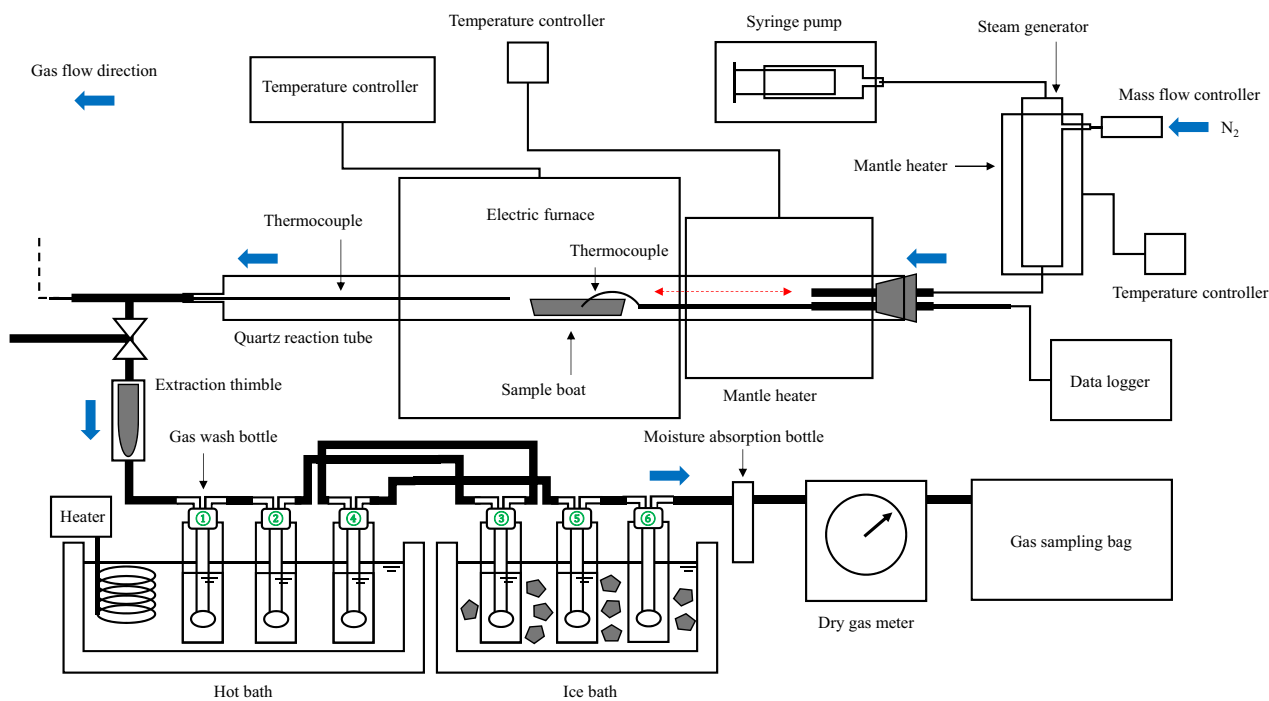 Temperature controller
Syringe pump
Steam generator
Gas flow direction
Temperature controller
Mass flow controller
N₂
Mantle heater
Electric furnace
Thermocouple
Thermocouple
Temperature controller
Quartz reaction tube
Sample boat
Mantle heater
Data logger
Extraction thimble
Gas wash bottle
Moisture absorption bottle
Heater
① ② ④ ③ ⑤ ⑥
Gas sampling bag
Dry gas meter
Hot bath
Ice bath